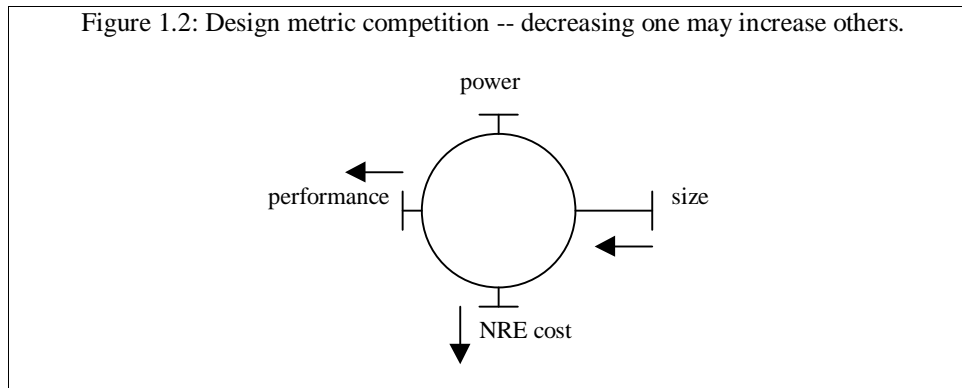 Figure 1.2: Design metric competition -- decreasing one may increase others.
power
performance
size
NRE cost